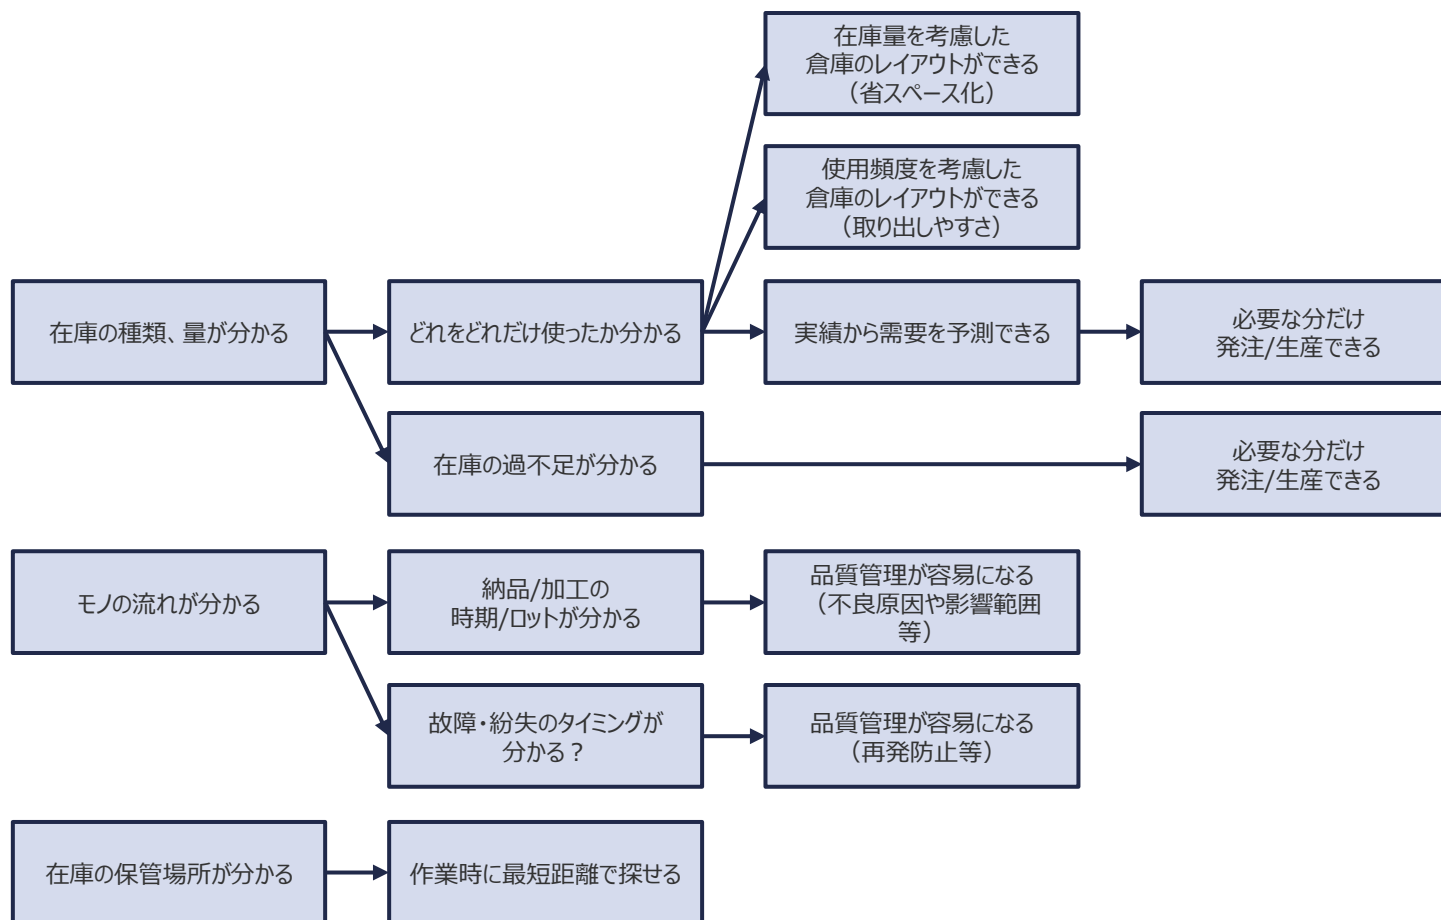 在庫量を考慮した
倉庫のレイアウトができる
（省スペース化）
使用頻度を考慮した
倉庫のレイアウトができる
（取り出しやすさ）
在庫の種類、量が分かる
どれをどれだけ使ったか分かる
実績から需要を予測できる
必要な分だけ
発注/生産できる
在庫の過不足が分かる
必要な分だけ
発注/生産できる
モノの流れが分かる
納品/加工の
時期/ロットが分かる
品質管理が容易になる
（不良原因や影響範囲
等）
故障・紛失のタイミングが
分かる？
品質管理が容易になる
（再発防止等）
在庫の保管場所が分かる
作業時に最短距離で探せる